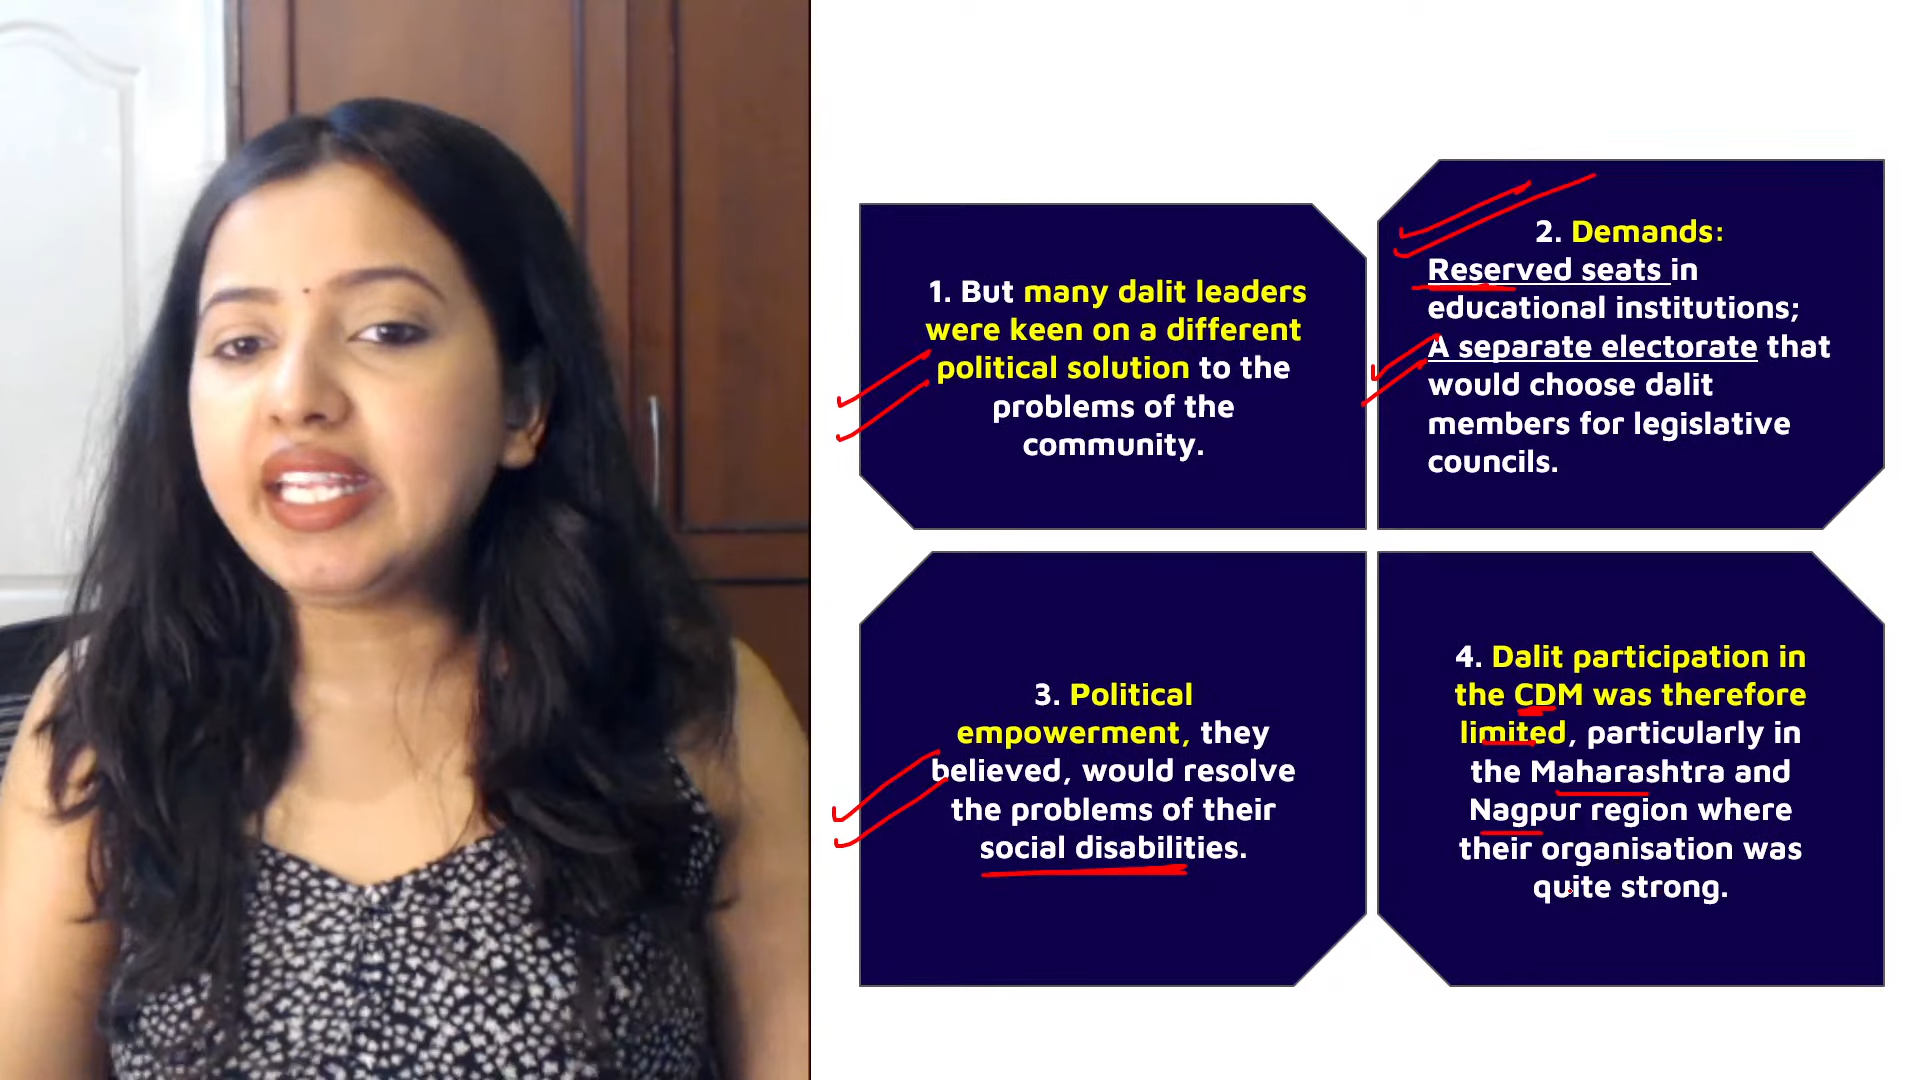 1. But many dalit leaders
were keen on a different
political solution to the
problems of the
community.
2. Demands:
Reserved seats in
educational institutions;
A separate electorate that
would choose dalit
members for legislative
councils.
3. Political
empowerment, they
believed, would resolve
the problems of their
social disabilities.
4. Dalit participation in
the CDM was therefore
limited, particularly in
the Maharashtra and
Nagpur region where
their organisation was
quite strong.